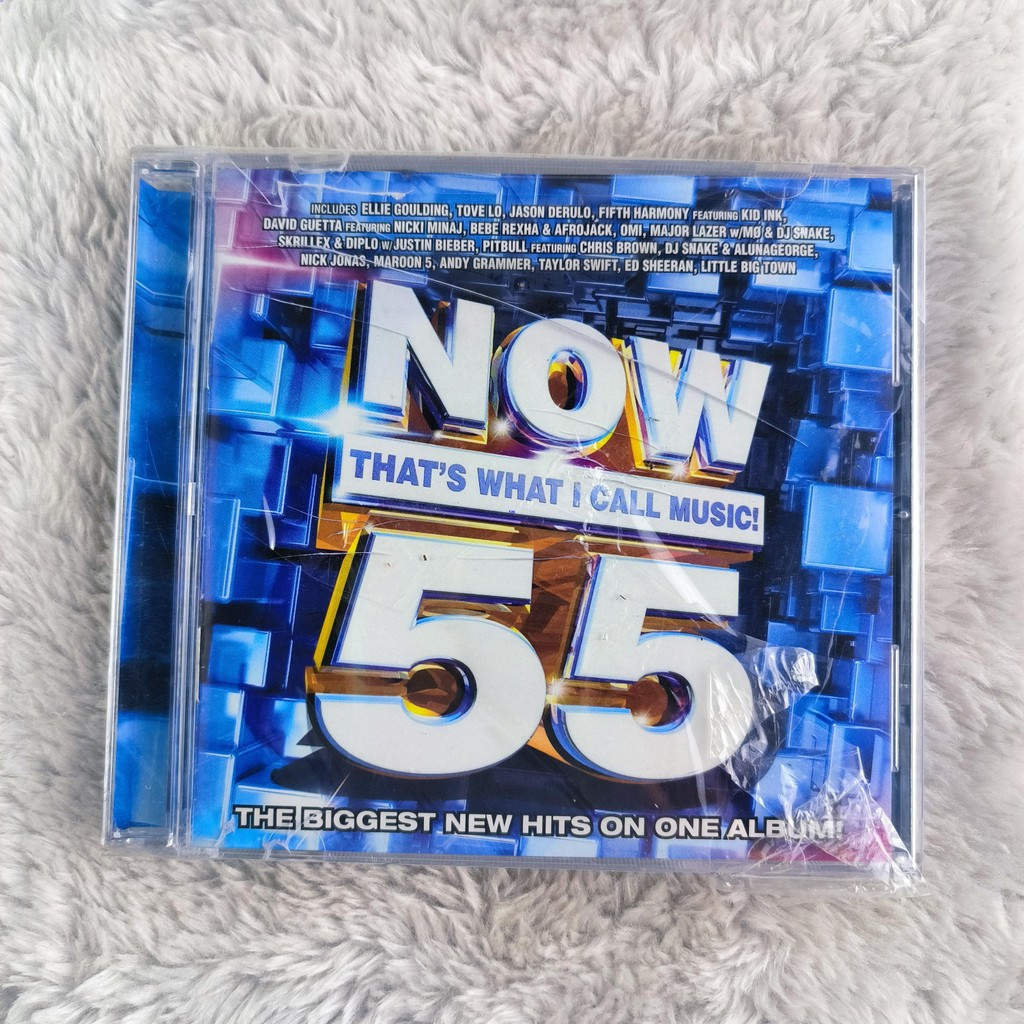 INCLUDES ELLIE GOULDING, TOVE LO, JASON DERULO, FIFTH HARMONY FEATURING KID INK,
DAVID GUETTA FEATURING NICKI MINAJ, BEBE REXHA & AFROJACK, OMI, MAJOR LAZER W/MØ & DJ SNAKE,
SKRILLEX & DIPLO W/JUSTIN BIEBER, PITBULL FEATURING CHRIS BROWN, DJ SNAKE & ALUNAGEORGE,
NICK JONAS, MAROON 5, ANDY GRAMMER, TAYLOR SWIFT, ED SHEERAN, LITTLE BIG TOWN
NOW
THAT'S WHAT I CALL MUSIC!
55
THE BIGGEST NEW HITS ON ONE ALBUM!